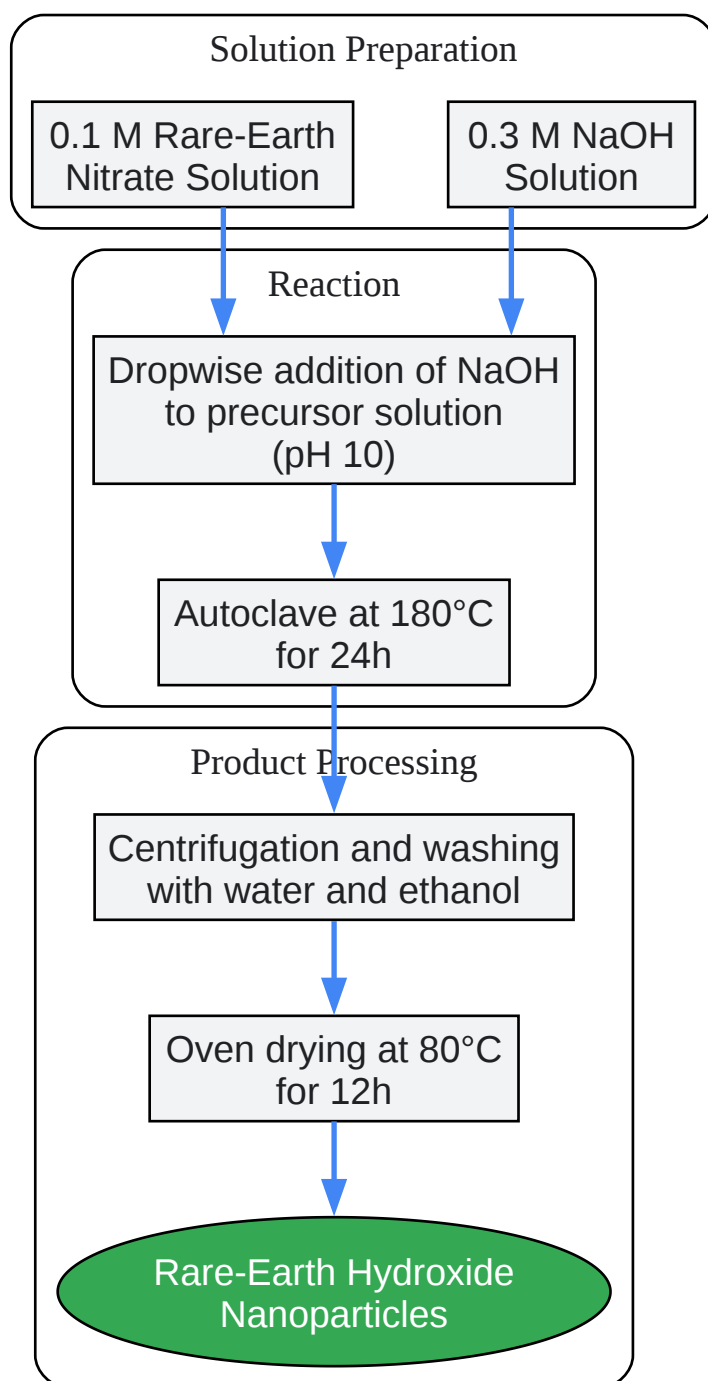 Solution Preparation
0.1 M Rare-Earth
Nitrate Solution
0.3 M NaOH
Solution
Reaction
Dropwise addition of NaOH
to precursor solution
(pH 10)
Autoclave at 180°C
for 24h
Product Processing
Centrifugation and washing
with water and ethanol
Oven drying at 80°C
for 12h
Rare-Earth Hydroxide
Nanoparticles